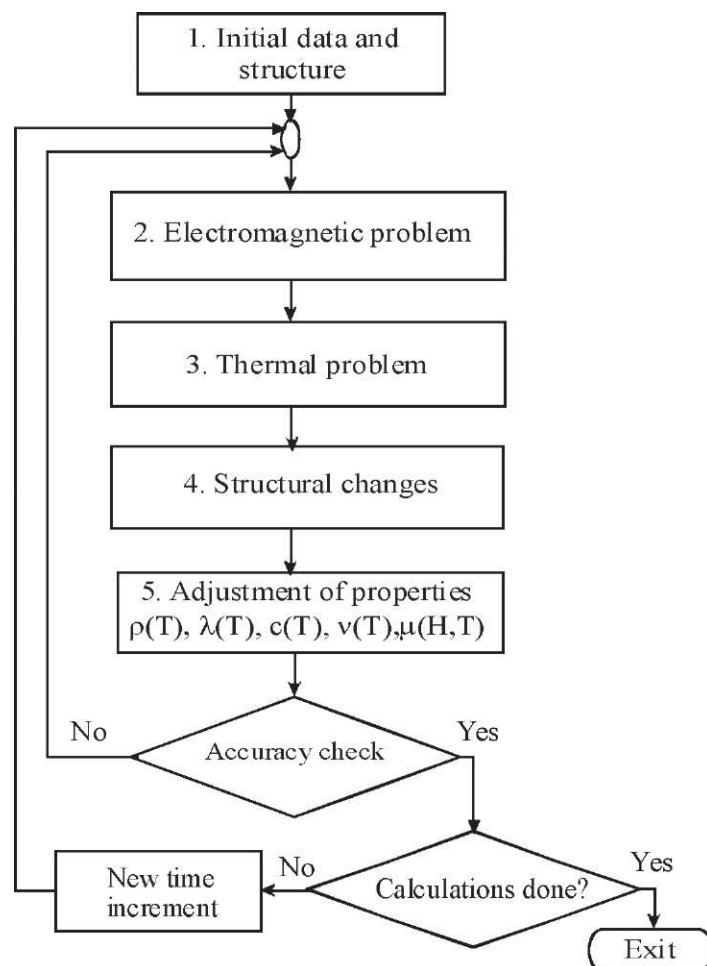 1. Initial data and
structure
2. Electromagnetic problem
3. Thermal problem
4. Structural changes
5. Adjustment of properties
ρ(T), λ(T), c(T), ν(T),μ(H,T)
No
Yes
Accuracy check
New time
increment
No
Calculations done?
Yes
Exit